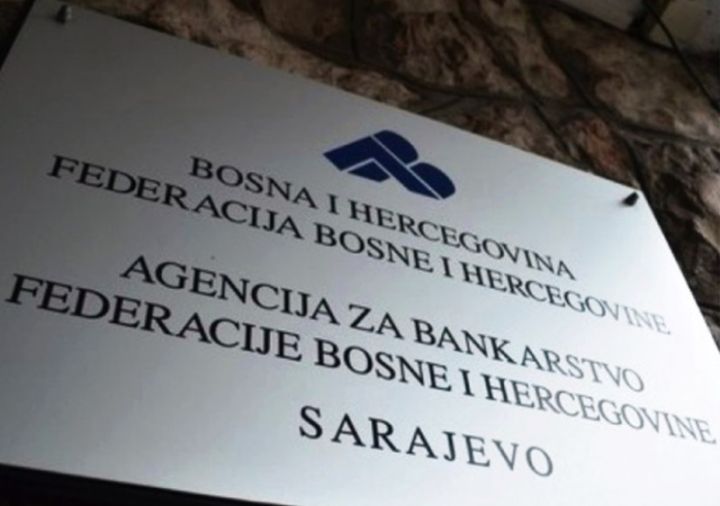 BOSNA I HERCEGOVINA
FEDERACIJA BOSNE I HERCEGOVINE
AGENCIJA ZA BANKARSTVO
FEDERACIJE BOSNE I HERCEGOVINE
SARAJEVO